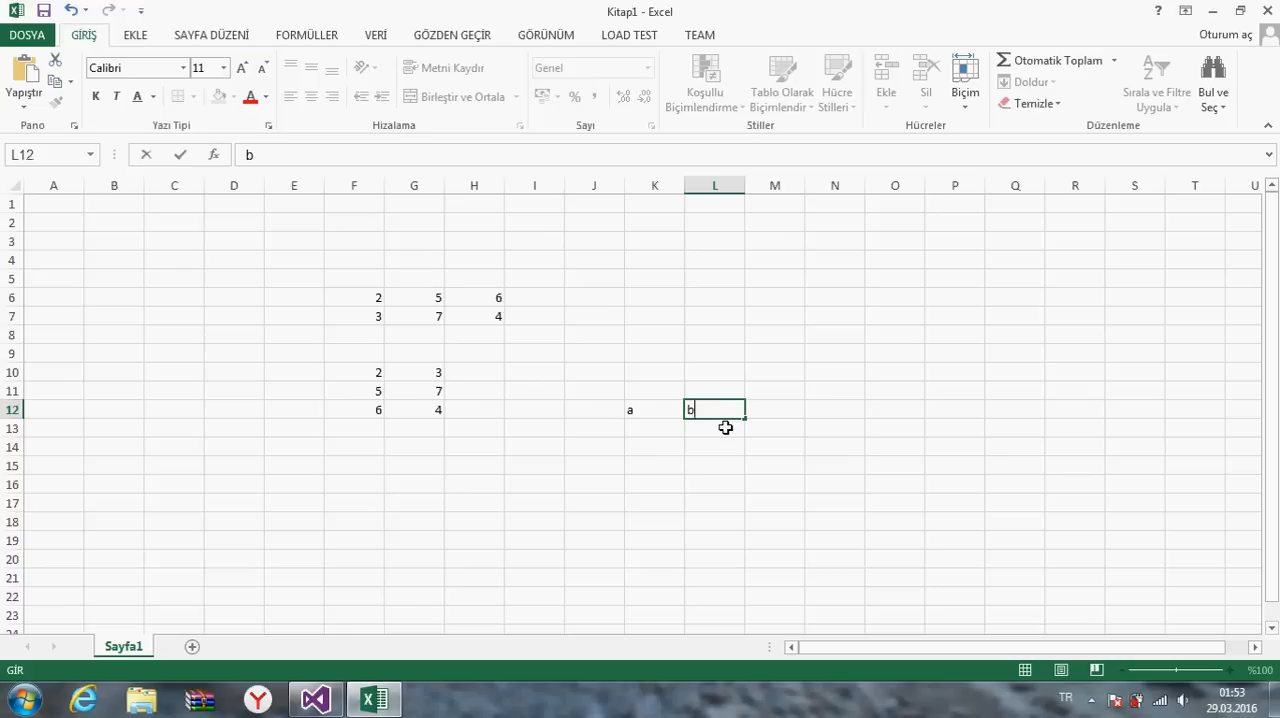 Kitap1 - Excel
DOSYA GİRİŞ EKLE SAYFA DÜZENİ FORMÜLLER VERİ GÖZDEN GEÇİR GÖRÜNÜM LOAD TEST TEAM Oturum aç
Yapıştır
Calibri 11
K T A
Metni Kaydır
Birleştir ve Ortala
Genel
Koşullu Biçimlendirme
Tablo Olarak Biçimlendir
Hücre Stilleri
Ekle
Sil
Biçim
Otomatik Toplam
Doldur
Temizle
Sırala ve Filtre Uygula
Bul ve Seç
Pano Yazı Tipi Hizalama Sayı Stiller Hücreler Düzenleme
L12 fx b
A B C D E F G H I J K L M N O P Q R S T U
1
2
3
4
5
6 2 5 6
7 3 7 4
8
9
10 2 3
11 5 7
12 6 4 a b
13
14
15
16
17
18
19
20
21
22
23
24
Sayfa1
GİR %100
TR 01:53
29.03.2016